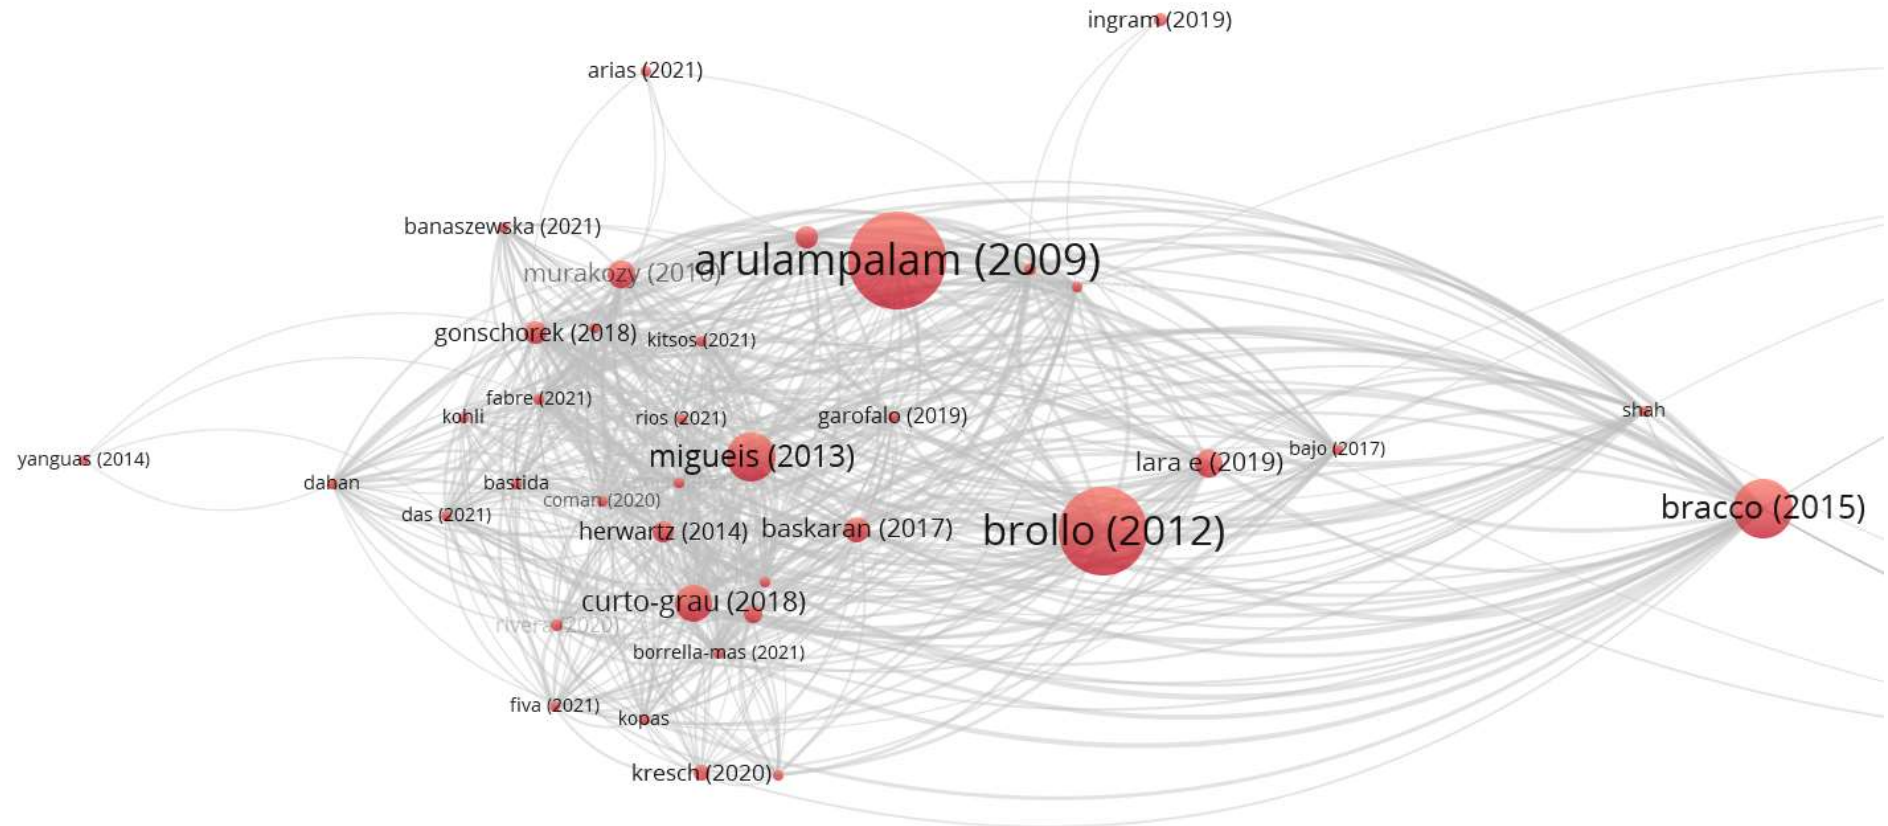 ingram (2019)
arias (2021)
banaszewska (2021)
arulampalam (2009)
murakozy (2016)
gonschorek (2018)
kitsos (2021)
fabre (2021)
kohli
rios (2021)
garofalo (2019)
shah
bajo (2017)
yanguas (2014)
migueis (2013)
lara e (2019)
dahan
bastida
coman (2020)
das (2021)
bracco (2015)
herwartz (2014)
baskaran (2017)
brollo (2012)
curto-grau (2018)
rivera (2020)
borrella-mas (2021)
fiva (2021)
kopas
kresch (2020)